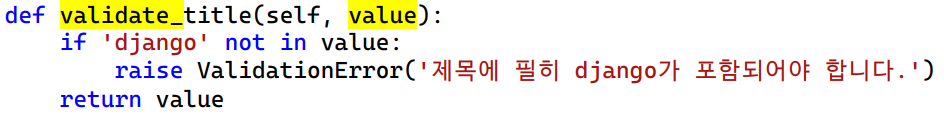 def validate_title(self, value):
    if 'django' not in value:
        raise ValidationError('제목에 필히 django가 포함되어야 합니다.')
    return value